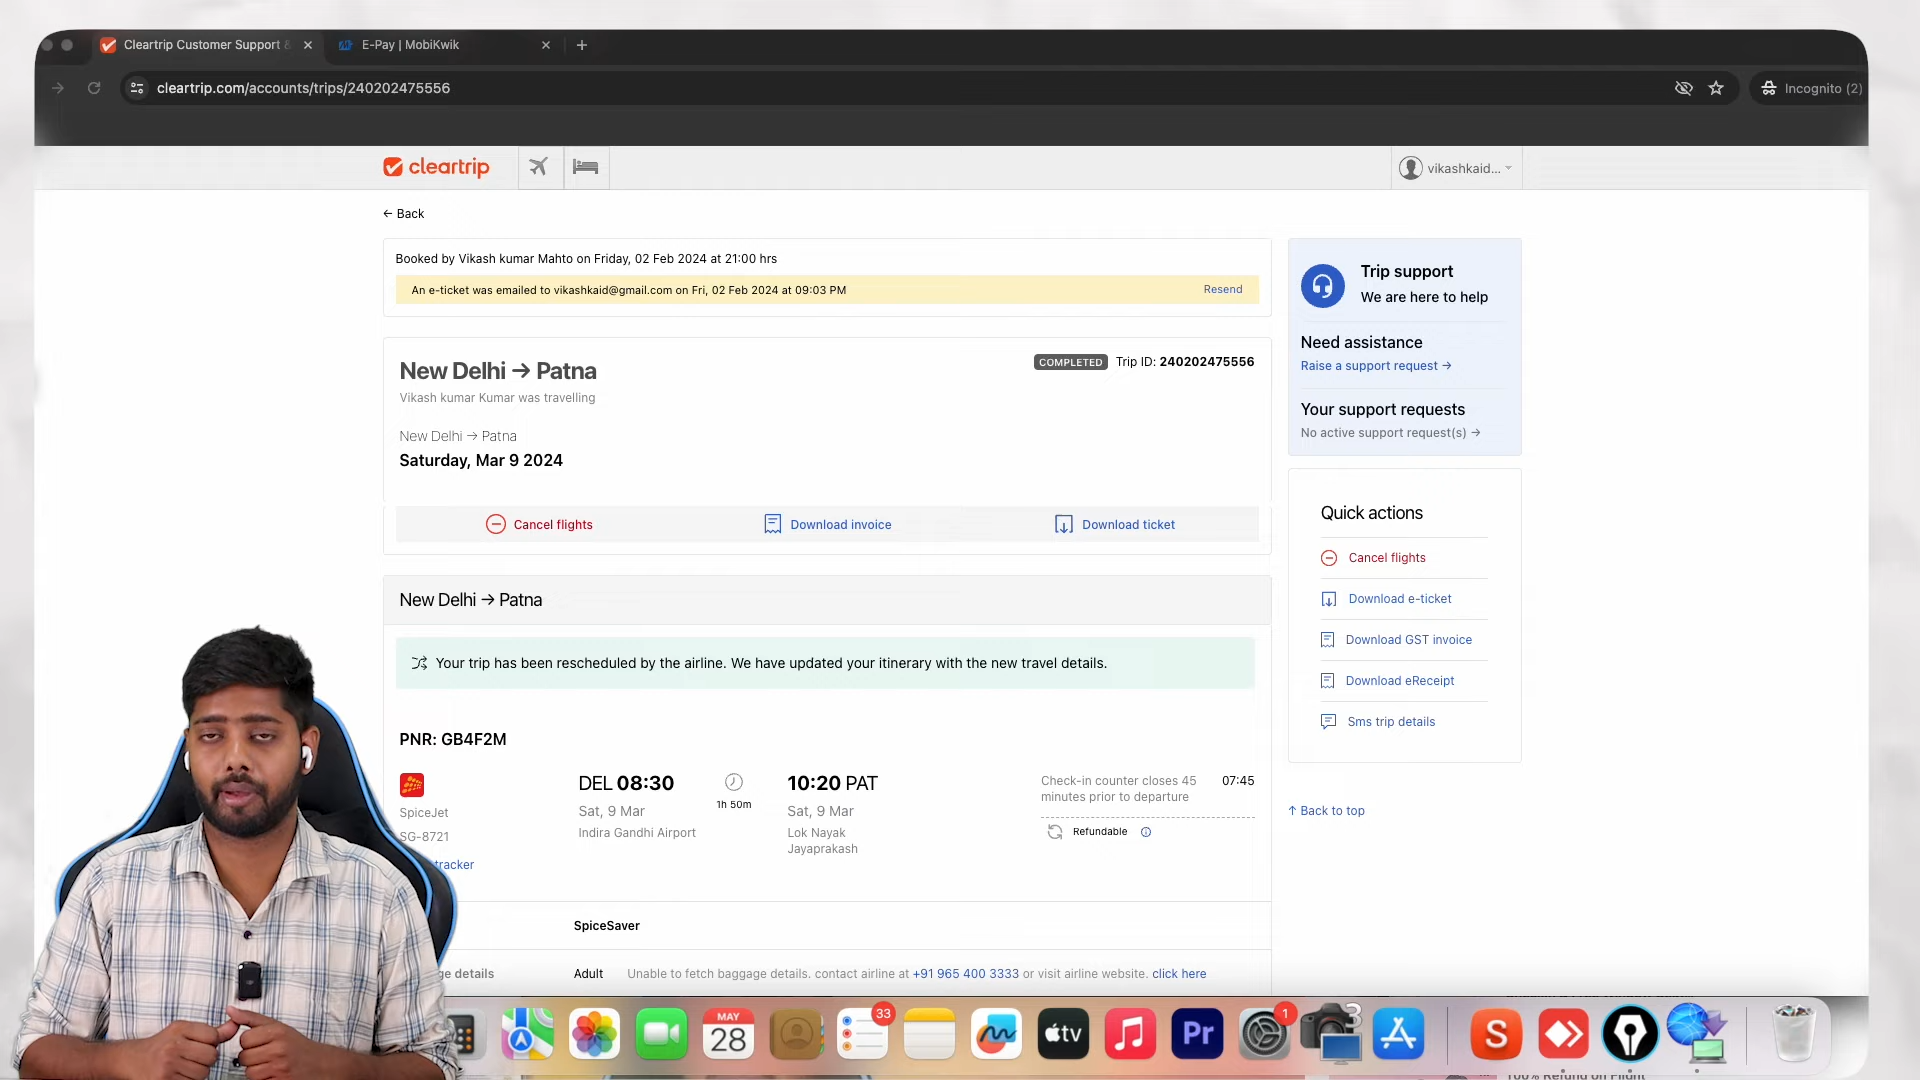 Cleartrip Customer Support &
E-Pay | MobiKwik
cleartrip.com/accounts/trips/240202475556
Incognito (2)
cleartrip
vikashkaid...
← Back
Booked by Vikash kumar Mahto on Friday, 02 Feb 2024 at 21:00 hrs
An e-ticket was emailed to vikashkaid@gmail.com on Fri, 02 Feb 2024 at 09:03 PM
Resend
New Delhi → Patna
COMPLETED Trip ID: 240202475556
Vikash kumar Kumar was travelling
New Delhi → Patna
Saturday, Mar 9 2024
Cancel flights
Download invoice
Download ticket
New Delhi → Patna
Your trip has been rescheduled by the airline. We have updated your itinerary with the new travel details.
PNR: GB4F2M
SpiceJet
SG-8721
tracker
DEL 08:30
Sat, 9 Mar
Indira Gandhi Airport
1h 50m
10:20 PAT
Sat, 9 Mar
Lok Nayak
Jayaprakash
Check-in counter closes 45
minutes prior to departure
07:45
Refundable
SpiceSaver
ge details
Adult
Unable to fetch baggage details. contact airline at +91 965 400 3333 or visit airline website. click here
Trip support
We are here to help
Need assistance
Raise a support request →
Your support requests
No active support request(s) →
Quick actions
Cancel flights
Download e-ticket
Download GST invoice
Download eReceipt
Sms trip details
↑ Back to top
MAY
28
33
tv
Pr
1
3
S
100% Refund on Flight